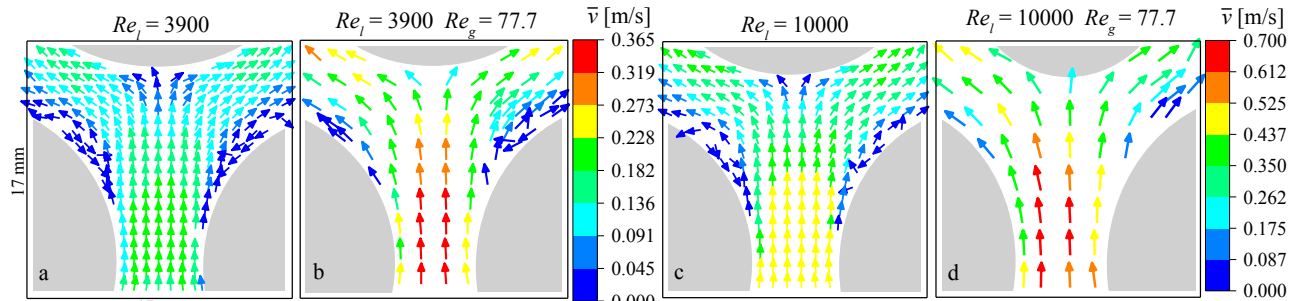 Re_l = 3900
Re_l = 3900 Re_g = 77.7
v̅ [m/s]
Re_l = 10000
Re_l = 10000 Re_g = 77.7
v̅ [m/s]
17 mm
a
b
0.365
0.319
0.273
0.228
0.182
0.136
0.091
0.045
0.000
c
d
0.700
0.612
0.525
0.437
0.350
0.262
0.175
0.087
0.000